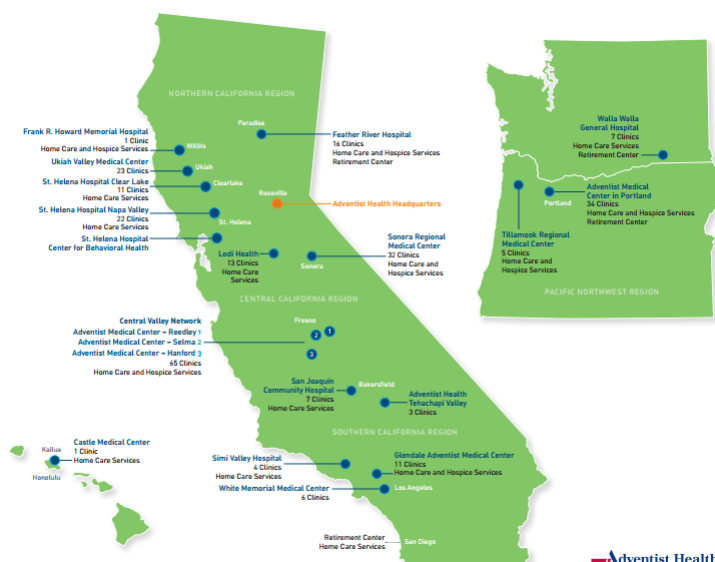 NORTHERN CALIFORNIA REGION
Paradise
Feather River Hospital
16 Clinics
Home Care and Hospice Services
Retirement Center
Frank R. Howard Memorial Hospital
1 Clinic
Home Care and Hospice Services
Willits
Ukiah Valley Medical Center
23 Clinics
Ukiah
St. Helena Hospital Clear Lake
11 Clinics
Home Care Services
Clearlake
Roseville
Adventist Health Headquarters
St. Helena Hospital Napa Valley
22 Clinics
Home Care Services
St. Helena
St. Helena Hospital
Center for Behavioral Health
Lodi Health
13 Clinics
Home Care
Services
Sonora
Sonora Regional
Medical Center
32 Clinics
Home Care and
Hospice Services
CENTRAL CALIFORNIA REGION
Central Valley Network
Adventist Medical Center – Reedley 1
Adventist Medical Center – Selma 2
Adventist Medical Center – Hanford 3
65 Clinics
Home Care and Hospice Services
Fresno
1
2
3
San Joaquin
Community Hospital
7 Clinics
Home Care Services
Bakersfield
Adventist Health
Tehachapi Valley
3 Clinics
SOUTHERN CALIFORNIA REGION
Simi Valley Hospital
4 Clinics
Home Care Services
Glendale Adventist Medical Center
11 Clinics
Home Care and Hospice Services
White Memorial Medical Center
6 Clinics
Los Angeles
Retirement Center
Home Care Services
San Diego
Castle Medical Center
1 Clinic
Home Care Services
Kailua
Honolulu
Walla Walla
General Hospital
7 Clinics
Home Care Services
Retirement Center
Portland
Adventist Medical
Center in Portland
34 Clinics
Home Care and Hospice Services
Retirement Center
Tillamook Regional
Medical Center
5 Clinics
Home Care and
Hospice Services
PACIFIC NORTHWEST REGION
Adventist Health